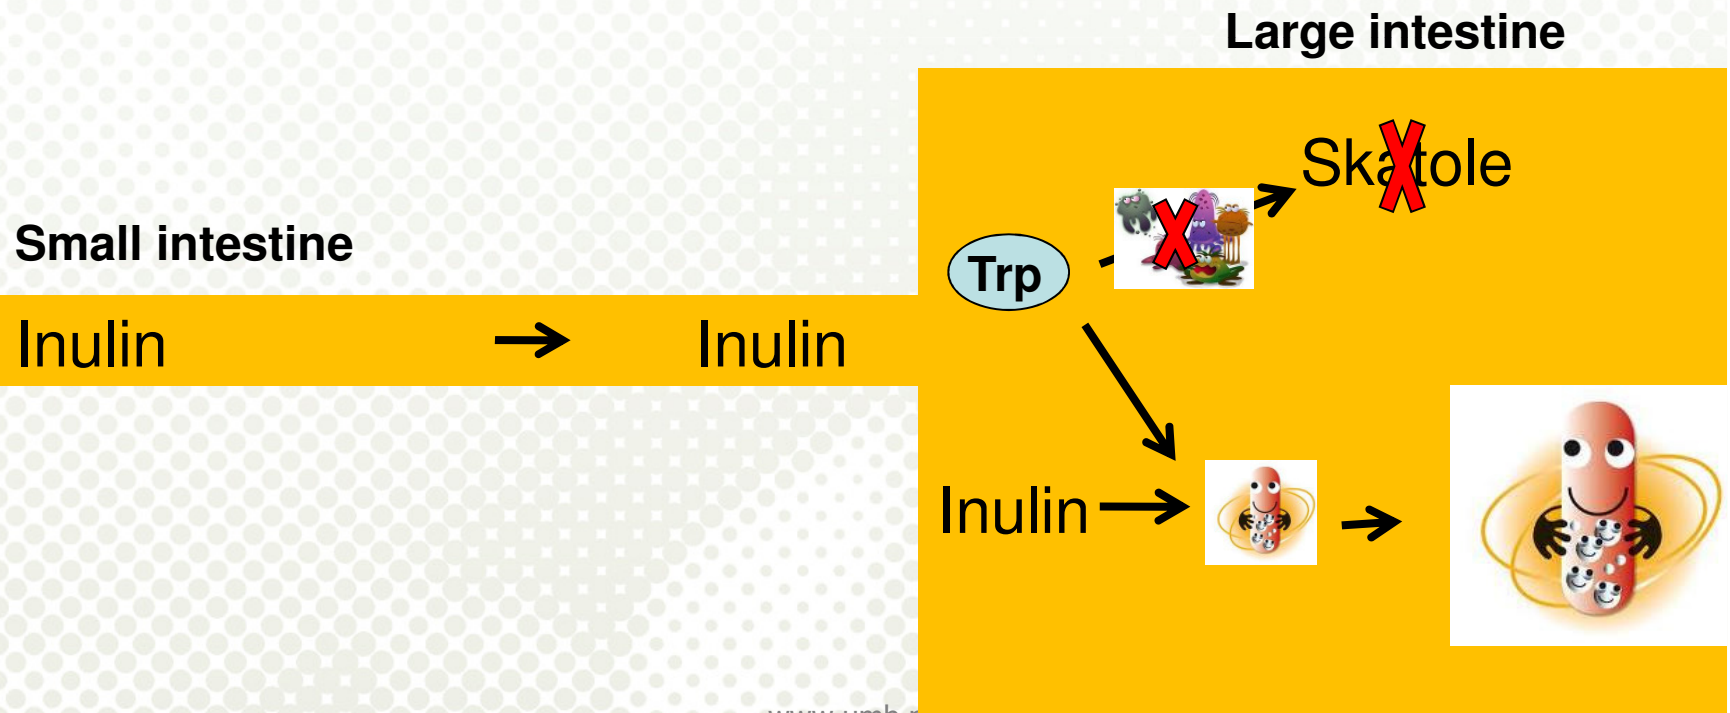 Large intestine
Skatole
Small intestine
Trp
Inulin
Inulin
Inulin